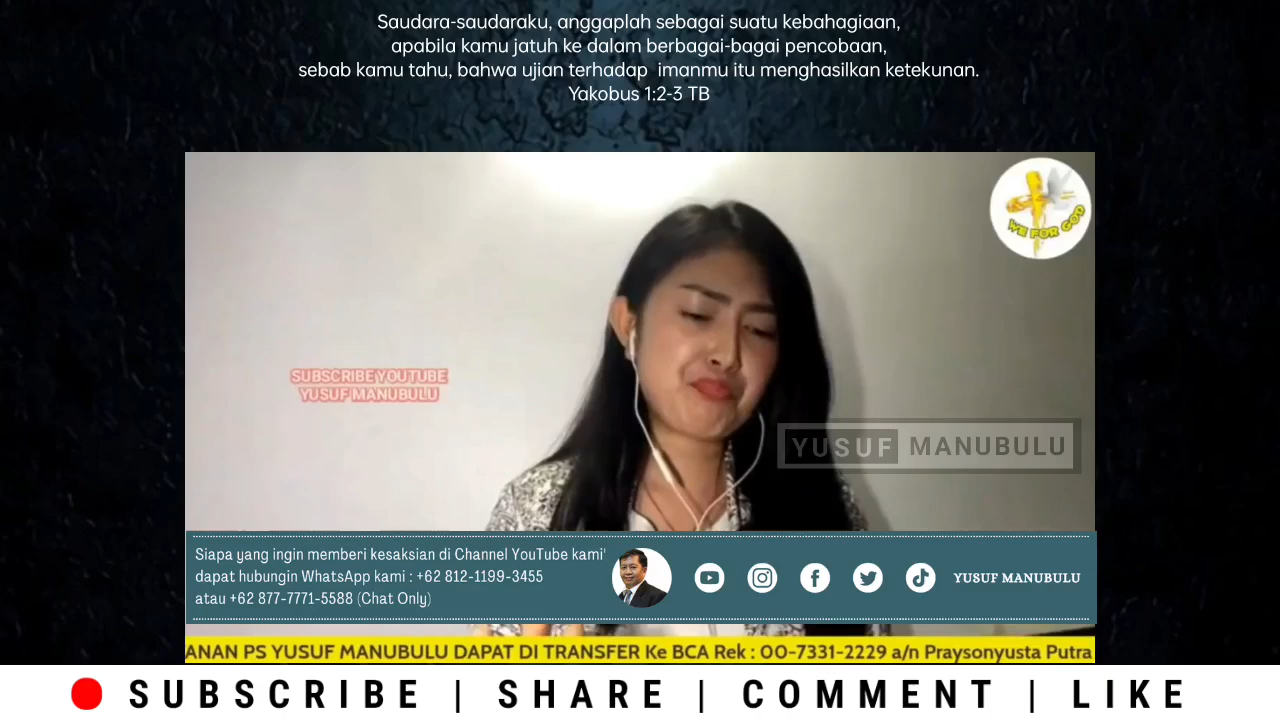 Saudara-saudaraku, anggaplah sebagai suatu kebahagiaan,
apabila kamu jatuh ke dalam berbagai-bagai pencobaan,
sebab kamu tahu, bahwa ujian terhadap  imanmu itu menghasilkan ketekunan.
Yakobus 1:2-3 TB
WE FOR GOD
SUBSCRIBE YOUTUBE
YUSUF MANUBULU
YUSUF MANUBULU
Siapa yang ingin memberi kesaksian di Channel YouTube kami'
dapat hubungin WhatsApp kami : +62 812-1199-3455
atau +62 877-7771-5588 (Chat Only)
YUSUF MANUBULU
ANAN PS YUSUF MANUBULU DAPAT DI TRANSFER Ke BCA Rek : 00-7331-2229 a/n Praysonyusta Putra
SUBSCRIBE | SHARE | COMMENT | LIKE